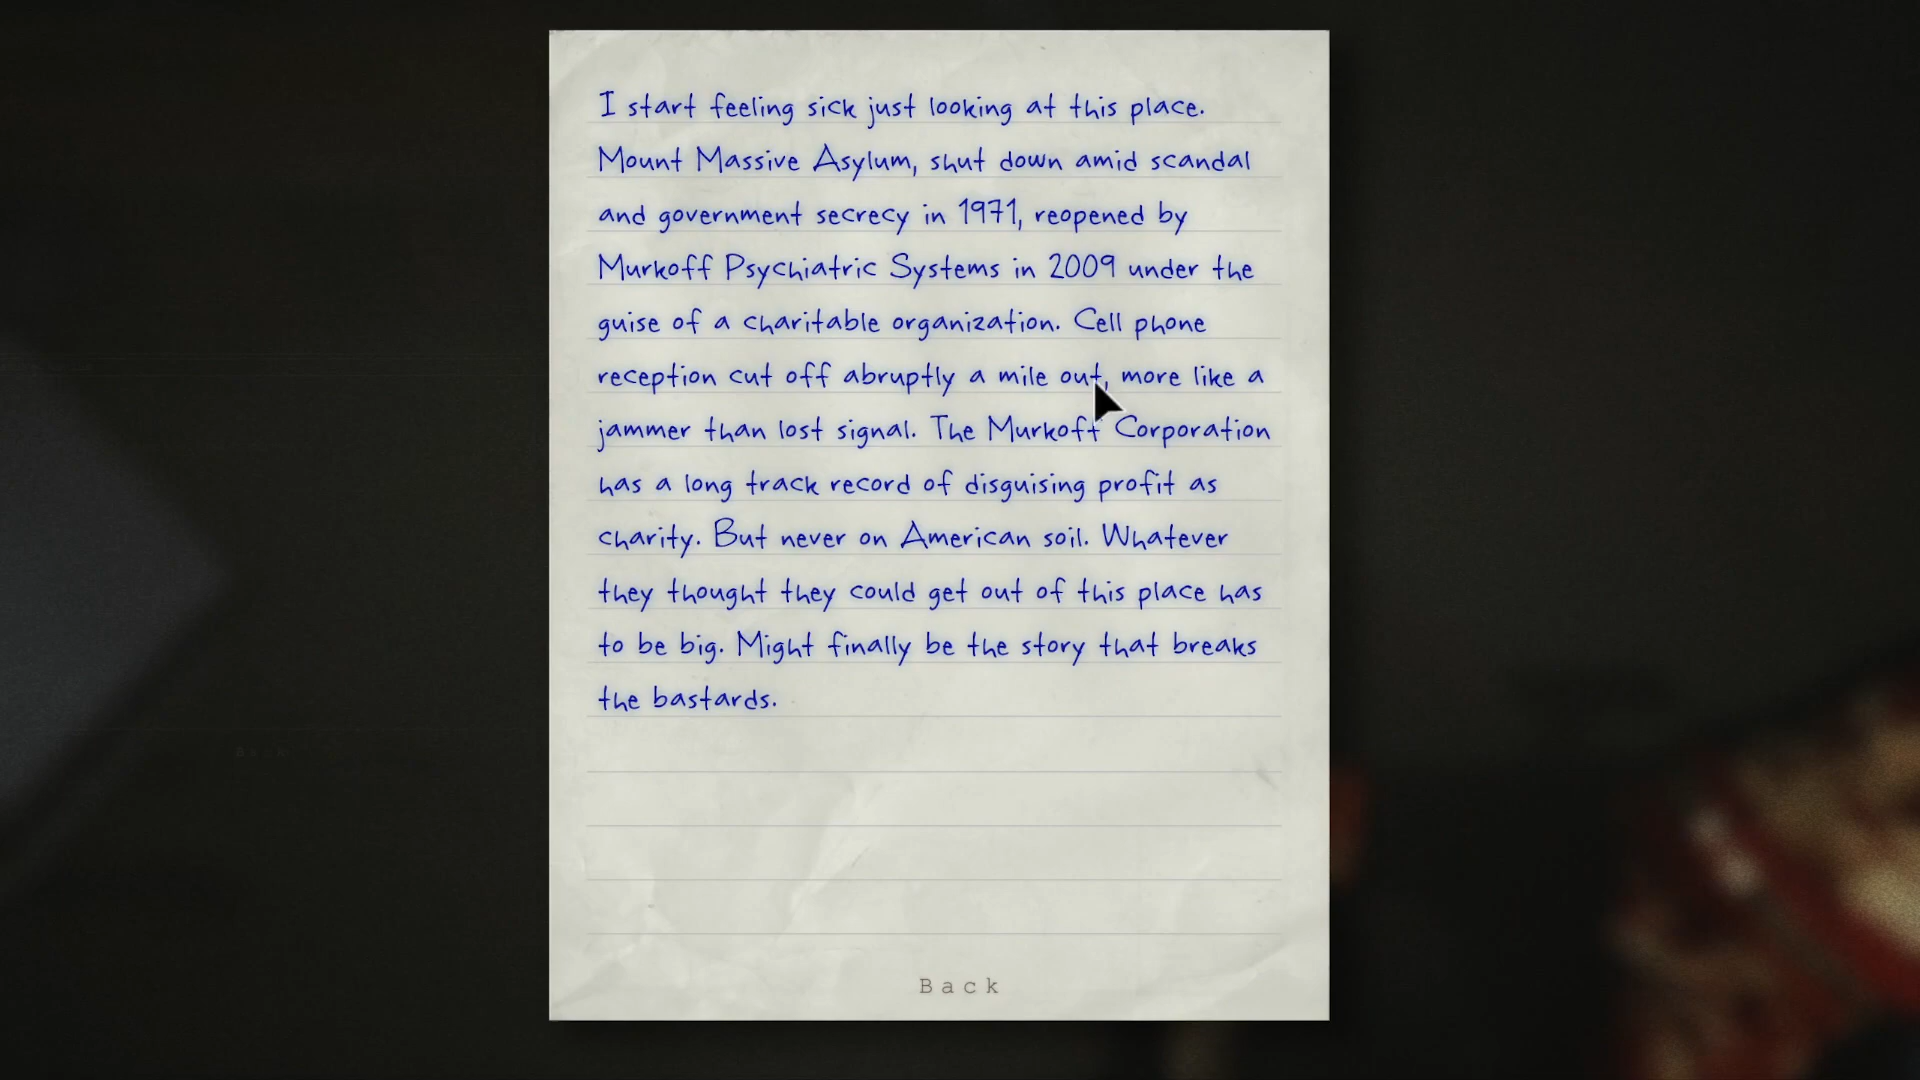 I start feeling sick just looking at this place.
Mount Massive Asylum, shut down amid scandal
and government secrecy in 1971, reopened by
Murkoff Psychiatric Systems in 2009 under the
guise of a charitable organization. Cell phone
reception cut off abruptly a mile out, more like a
jammer than lost signal. The Murkoff Corporation
has a long track record of disguising profit as
charity. But never on American soil. Whatever
they thought they could get out of this place has
to be big. Might finally be the story that breaks
the bastards.
Back
Back